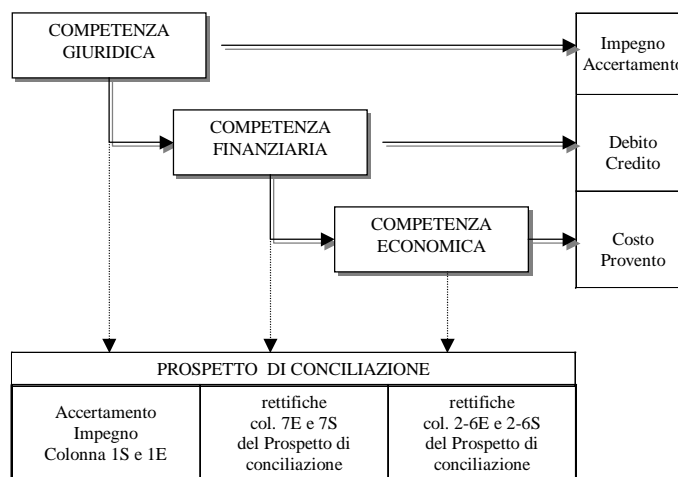 COMPETENZA
GIURIDICA
Impegno
Accertamento
COMPETENZA
FINANZIARIA
Debito
Credito
COMPETENZA
ECONOMICA
Costo
Provento
PROSPETTO DI CONCILIAZIONE
Accertamento
Impegno
Colonna 1S e 1E
rettifiche
col. 7E e 7S
del Prospetto di
conciliazione
rettifiche
col. 2-6E e 2-6S
del Prospetto di
conciliazione